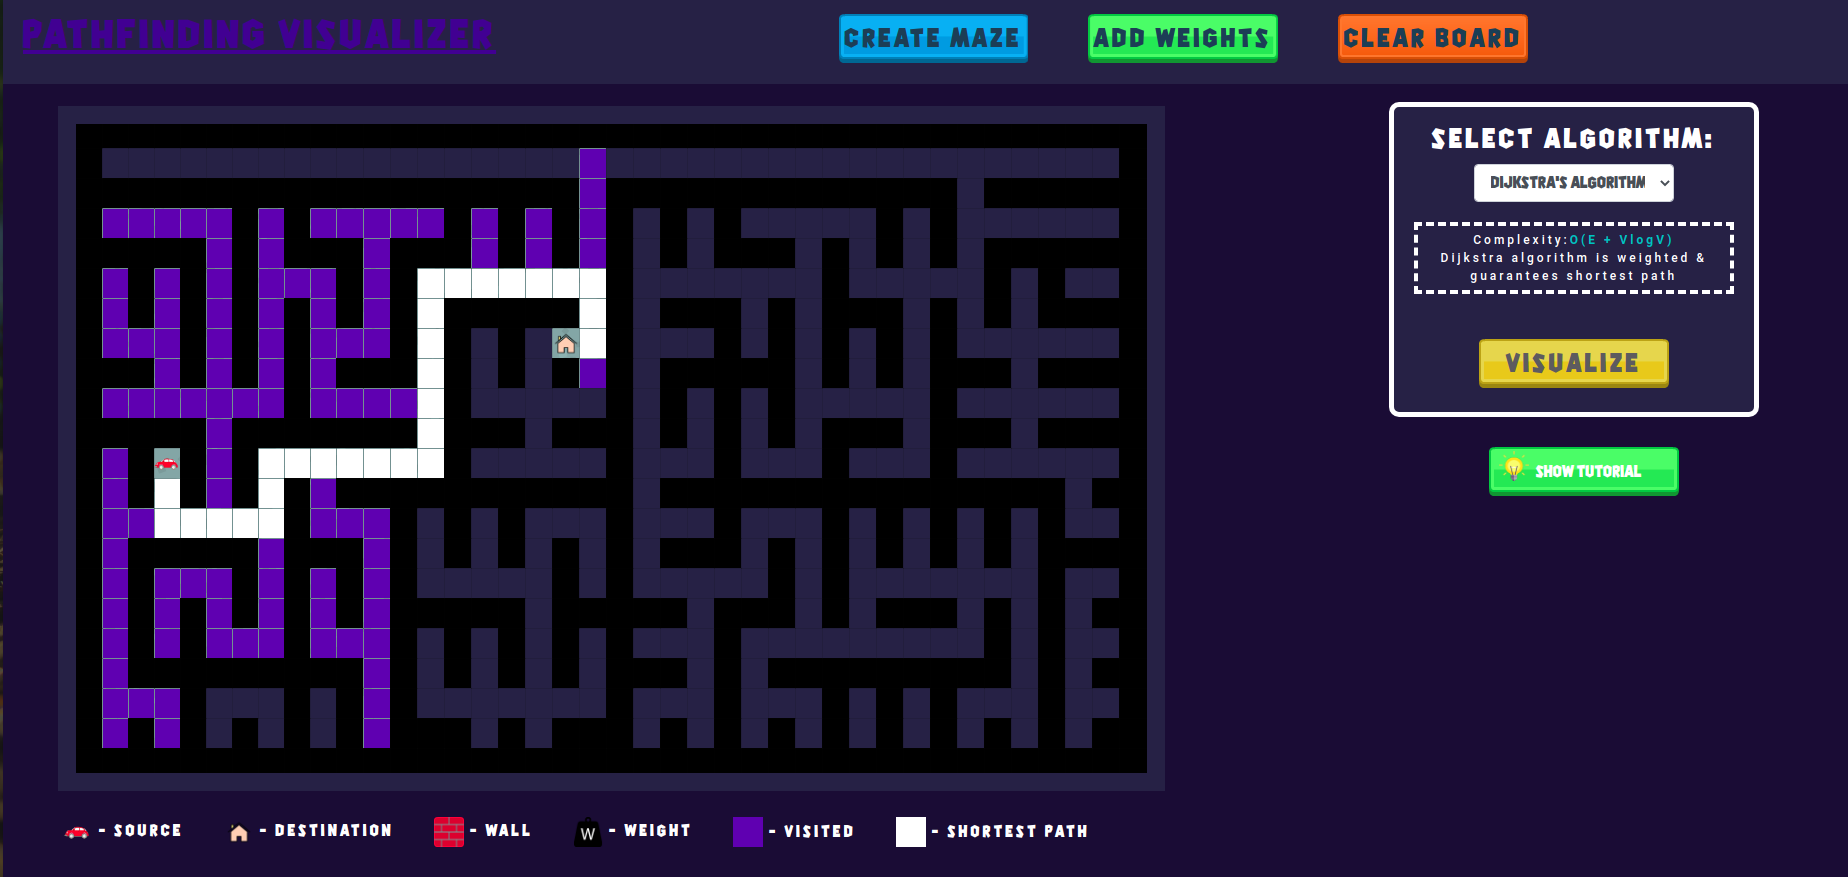 PATHFINDING VISUALIZER
CREATE MAZE
ADD WEIGHTS
CLEAR BOARD
SELECT ALGORITHM:
DIJKSTRA'S ALGORITHM
Complexity:O(E + VlogV)
Dijkstra algorithm is weighted &
guarantees shortest path
VISUALIZE
SHOW TUTORIAL
- SOURCE
- DESTINATION
- WALL
W - WEIGHT
- VISITED
- SHORTEST PATH